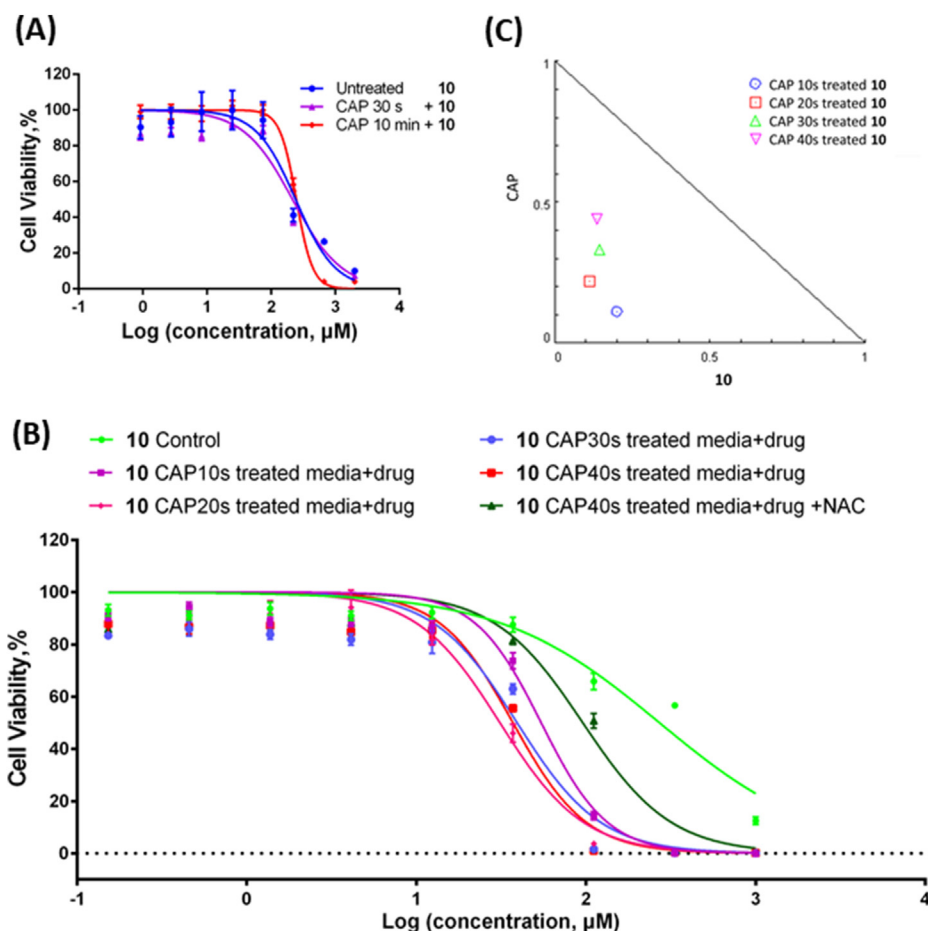 (A)
120
100
80
60
40
20
0
Cell Viability,%
-1 0 1 2 3 4
Log (concentration, µM)
Untreated 10
CAP 30 s + 10
CAP 10 min + 10
(C)
1
0.5
0
CAP
0 0.5 1
10
CAP 10s treated 10
CAP 20s treated 10
CAP 30s treated 10
CAP 40s treated 10
(B)
10 Control
10 CAP10s treated media+drug
10 CAP20s treated media+drug
10 CAP30s treated media+drug
10 CAP40s treated media+drug
10 CAP40s treated media+drug +NAC
120
100
80
60
40
20
0
Cell Viability,%
-1 0 1 2 3 4
Log (concentration, µM)